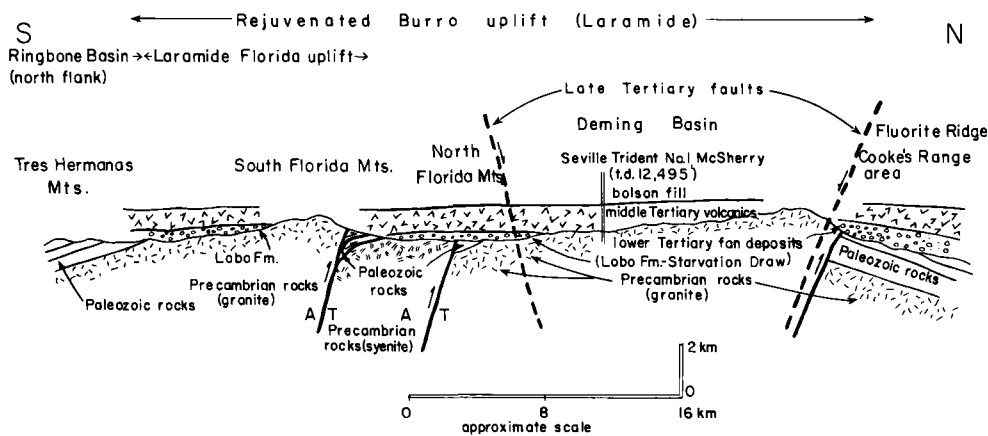 Rejuvenated Burro uplift (Laramide)
S
N
Ringbone Basin
Laramide Florida uplift
(north flank)
Late Tertiary faults
Deming Basin
Fluorite Ridge
Cooke's Range
area
Tres Hermanas
Mts.
South Florida Mts.
North
Florida Mts.
Seville Trident No.1 McSherry
(t.d. 12,495')
bolson fill
middle Tertiary volcanics
lower Tertiary fan deposits
(Lobo Fm.-Starvation Draw)
Precambrian rocks
(granite)
Lobo Fm.
Paleozoic rocks
Precambrian rocks
(granite)
Paleozoic
rocks
Paleozoic rocks
A T
A T
Precambrian
rocks(syenite)
2 km
0
0 8 16 km
approximate scale